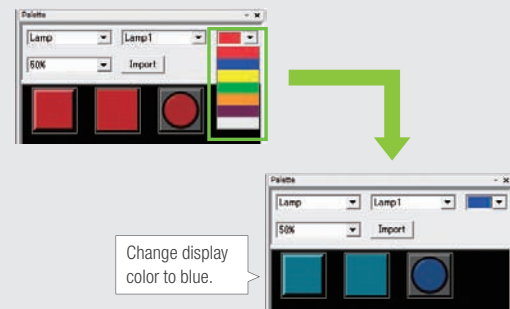 Palette
Lamp
Lamp1
50%
Import
Palette
Lamp
Lamp1
50%
Import
Change display
color to blue.